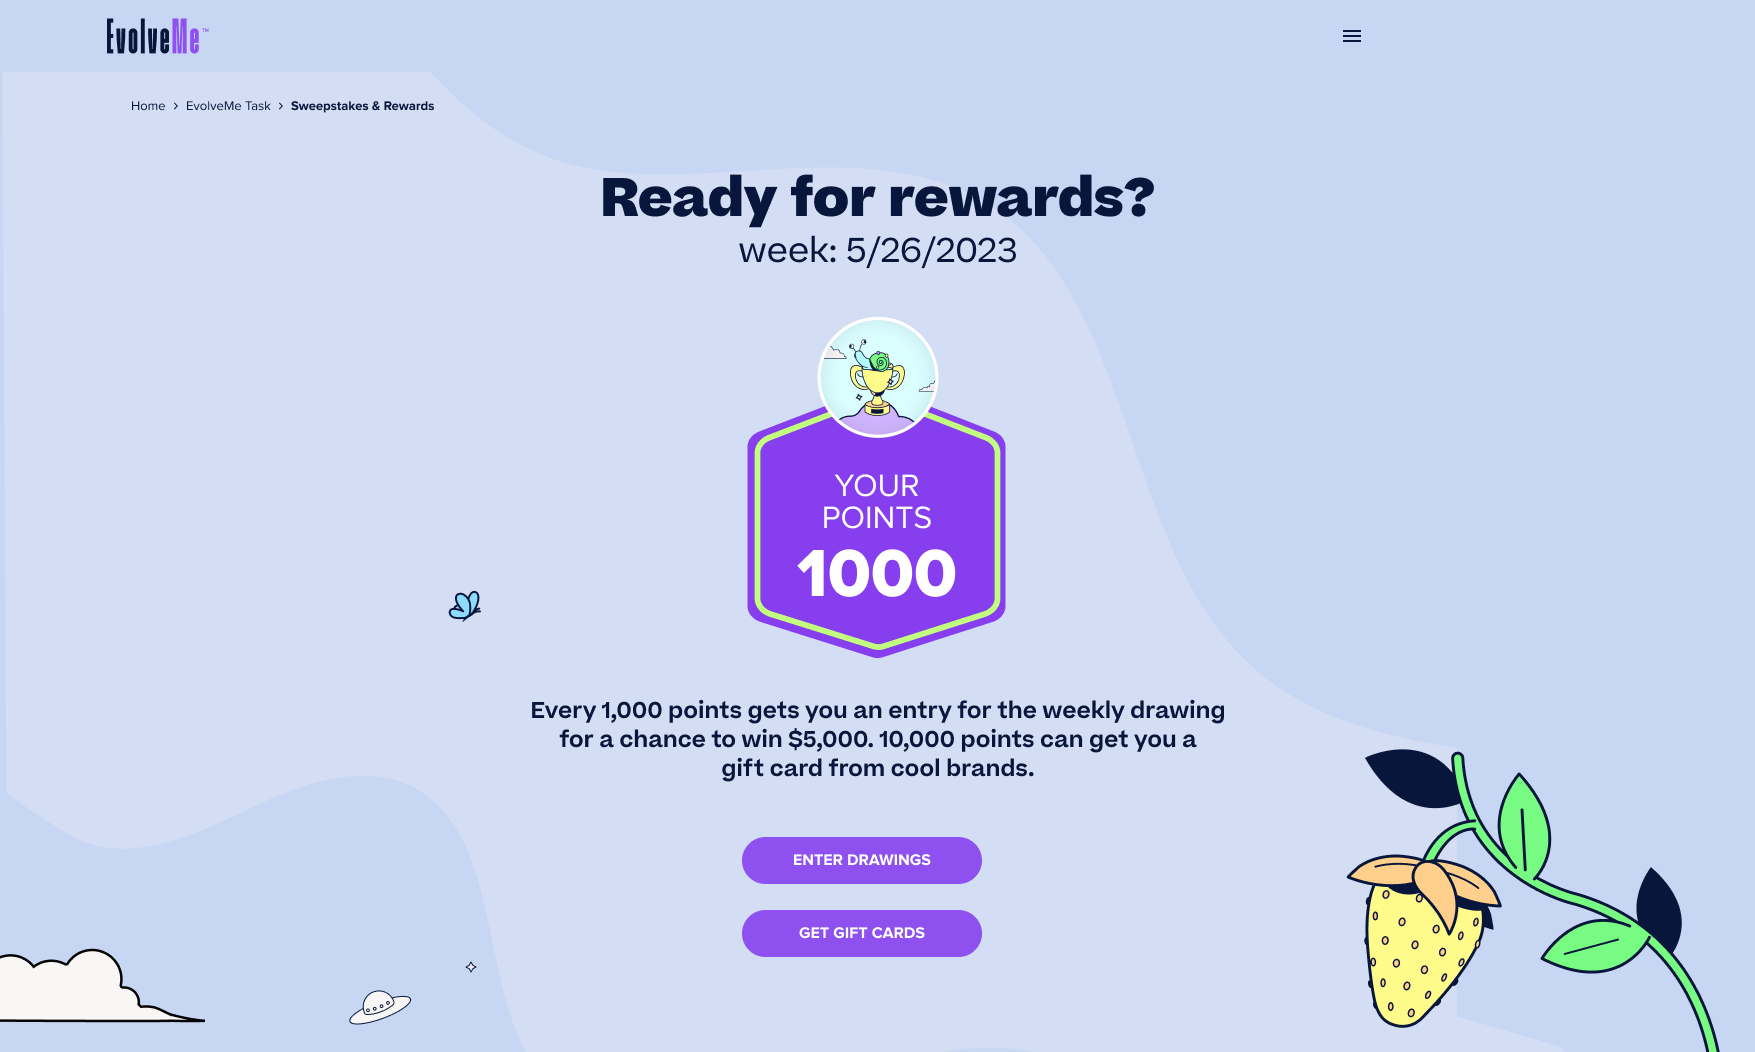 EvolveMe™
Home > EvolveMe Task > Sweepstakes & Rewards
Ready for rewards?
week: 5/26/2023
YOUR
POINTS
1000
Every 1,000 points gets you an entry for the weekly drawing
for a chance to win $5,000. 10,000 points can get you a
gift card from cool brands.
ENTER DRAWINGS
GET GIFT CARDS